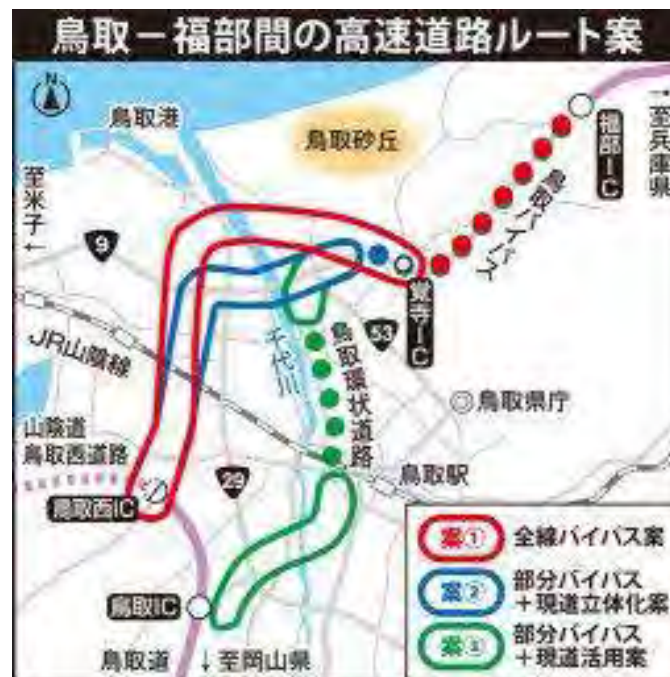 鳥取－福部間の高速道路ルート案
N
鳥取港
鳥取砂丘
福部IC
→至兵庫県
鳥取バイパス
至米子←
9
覚寺IC
53
JR山陰線
千代川
鳥取環状道路
◎鳥取県庁
山陰道
鳥取西道路
29
鳥取駅
鳥取西IC
鳥取IC
鳥取道
↓至岡山県
案① 全線バイパス案
案② 部分バイパス
＋現道立体化案
案③ 部分バイパス
＋現道活用案